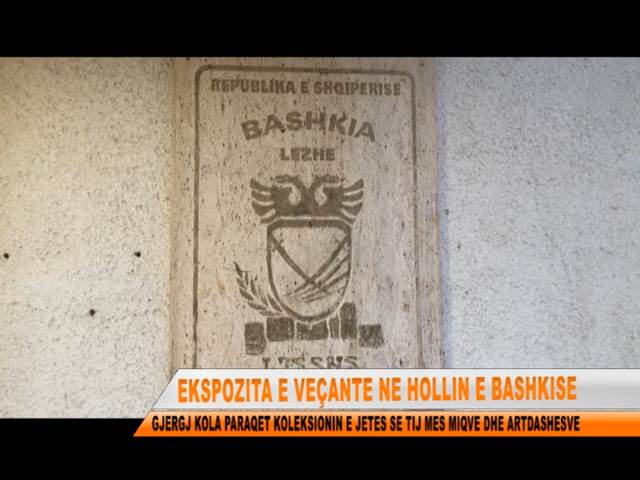 REPUBLIKA E SHQIPERISE
BASHKIA
LEZHE
EKSPOZITA E VEÇANTE NE HOLLIN E BASHKISE
GJERGJ KOLA PARAQET KOLEKSIONIN E JETES SE TIJ MES MIQVE DHE ARTDASHESVE